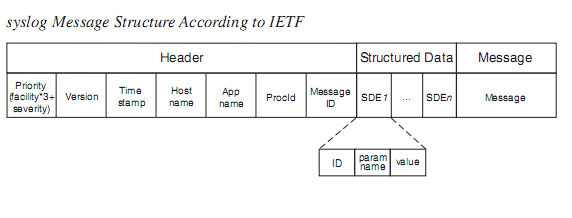 syslog Message Structure According to IETF
Header Structured Data Message
Priority (facility*3+ severity) Version Time stamp Host name App name ProcId Message ID SDE1 ... SDEn Message
ID param name value